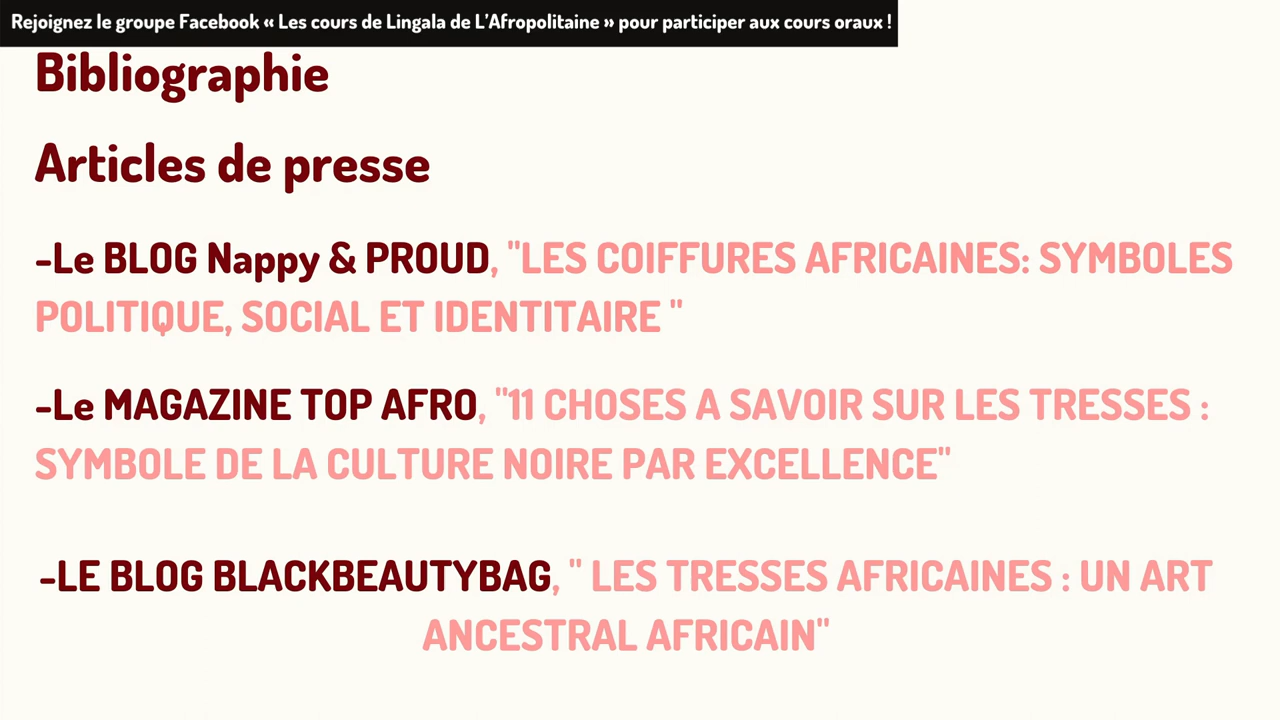 Rejoignez le groupe Facebook « Les cours de Lingala de L’Afropolitaine » pour participer aux cours oraux !
Bibliographie
Articles de presse
-Le BLOG Nappy & PROUD, "LES COIFFURES AFRICAINES: SYMBOLES
POLITIQUE, SOCIAL ET IDENTITAIRE "
-Le MAGAZINE TOP AFRO, "11 CHOSES A SAVOIR SUR LES TRESSES :
SYMBOLE DE LA CULTURE NOIRE PAR EXCELLENCE"
-LE BLOG BLACKBEAUTYBAG, " LES TRESSES AFRICAINES : UN ART
ANCESTRAL AFRICAIN"